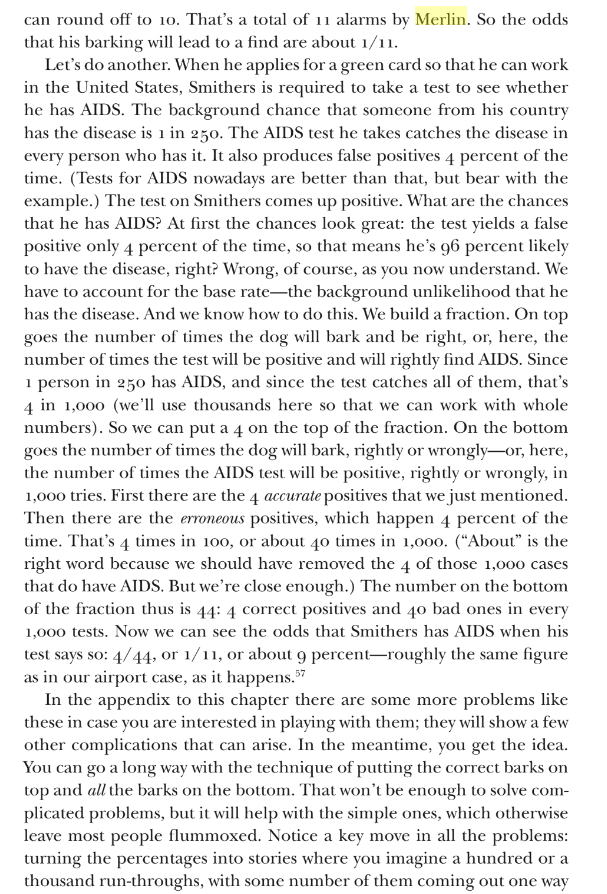 can round off to 10. That's a total of 11 alarms by Merlin. So the odds
that his barking will lead to a find are about 1/11.
Let's do another. When he applies for a green card so that he can work
in the United States, Smithers is required to take a test to see whether
he has AIDS. The background chance that someone from his country
has the disease is 1 in 250. The AIDS test he takes catches the disease in
every person who has it. It also produces false positives 4 percent of the
time. (Tests for AIDS nowadays are better than that, but bear with the
example.) The test on Smithers comes up positive. What are the chances
that he has AIDS? At first the chances look great: the test yields a false
positive only 4 percent of the time, so that means he's 96 percent likely
to have the disease, right? Wrong, of course, as you now understand. We
have to account for the base rate—the background unlikelihood that he
has the disease. And we know how to do this. We build a fraction. On top
goes the number of times the dog will bark and be right, or, here, the
number of times the test will be positive and will rightly find AIDS. Since
1 person in 250 has AIDS, and since the test catches all of them, that's
4 in 1,000 (we'll use thousands here so that we can work with whole
numbers). So we can put a 4 on the top of the fraction. On the bottom
goes the number of times the dog will bark, rightly or wrongly—or, here,
the number of times the AIDS test will be positive, rightly or wrongly, in
1,000 tries. First there are the 4 accurate positives that we just mentioned.
Then there are the erroneous positives, which happen 4 percent of the
time. That's 4 times in 100, or about 40 times in 1,000. ("About" is the
right word because we should have removed the 4 of those 1,000 cases
that do have AIDS. But we're close enough.) The number on the bottom
of the fraction thus is 44: 4 correct positives and 40 bad ones in every
1,000 tests. Now we can see the odds that Smithers has AIDS when his
test says so: 4/44, or 1/11, or about 9 percent—roughly the same figure
as in our airport case, as it happens.57
In the appendix to this chapter there are some more problems like
these in case you are interested in playing with them; they will show a few
other complications that can arise. In the meantime, you get the idea.
You can go a long way with the technique of putting the correct barks on
top and all the barks on the bottom. That won't be enough to solve com-
plicated problems, but it will help with the simple ones, which otherwise
leave most people flummoxed. Notice a key move in all the problems:
turning the percentages into stories where you imagine a hundred or a
thousand run-throughs, with some number of them coming out one way